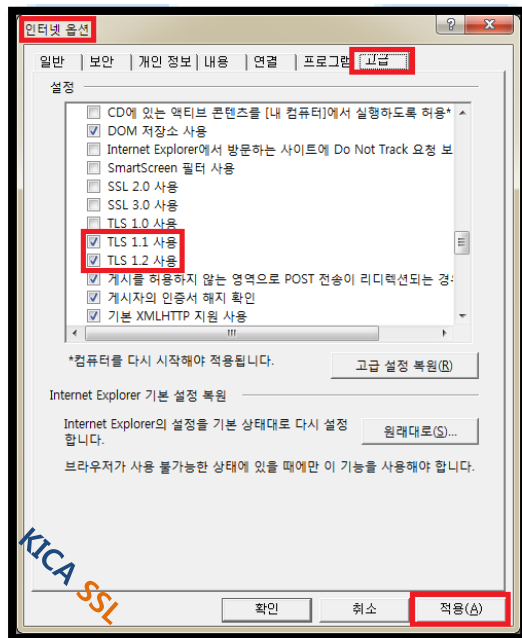 인터넷 옵션
일반 보안 개인 정보 내용 연결 프로그램 고급
설정
CD에 있는 액티브 콘텐츠를 [내 컴퓨터]에서 실행하도록 허용*
DOM 저장소 사용
Internet Explorer에서 방문하는 사이트에 Do Not Track 요청 보
SmartScreen 필터 사용
SSL 2.0 사용
SSL 3.0 사용
TLS 1.0 사용
TLS 1.1 사용
TLS 1.2 사용
게시를 허용하지 않는 영역으로 POST 전송이 리디렉션되는 경
게시자의 인증서 해지 확인
기본 XMLHTTP 지원 사용
*컴퓨터를 다시 시작해야 적용됩니다.
고급 설정 복원(R)
Internet Explorer 기본 설정 복원
Internet Explorer의 설정을 기본 상태대로 다시 설정
합니다.
원래대로(S)...
브라우저가 사용 불가능한 상태에 있을 때에만 이 기능을 사용해야 합니다.
KICA SSL
확인 취소 적용(A)